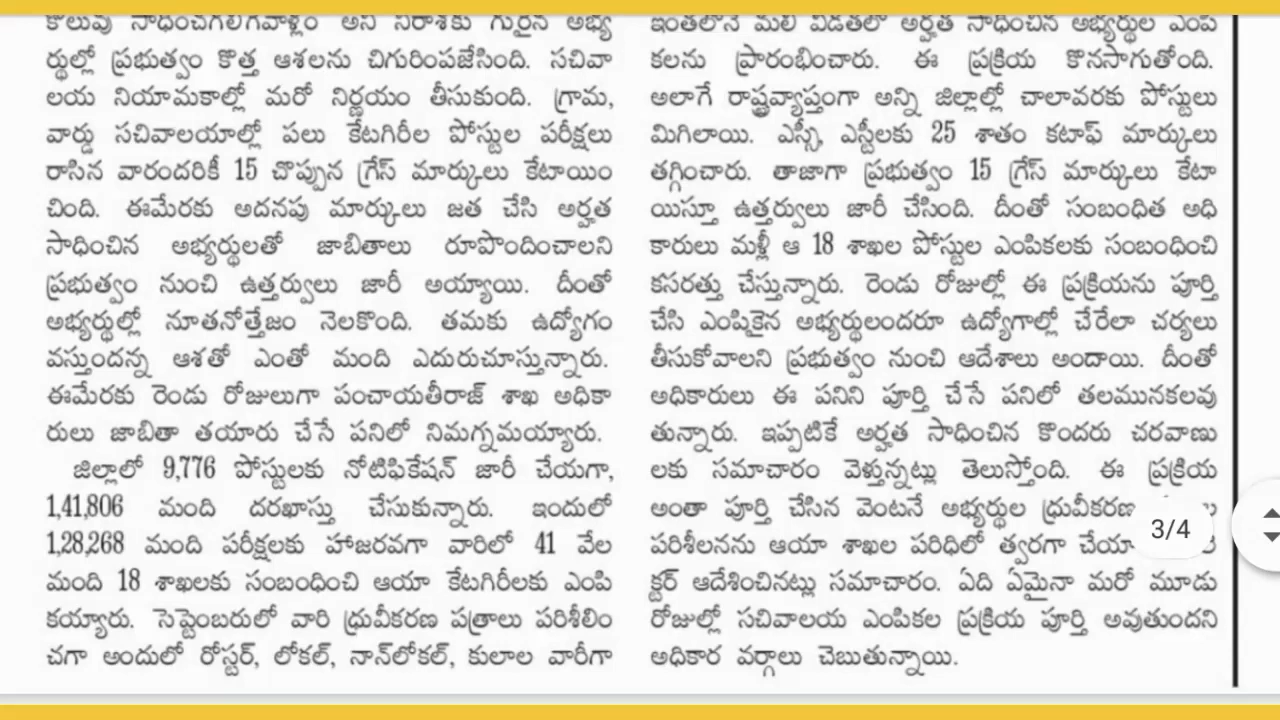 కొలువు సాధించగలిగేవాళ్లం అని నిరాశకు గురైన అభ్య
ర్థుల్లో ప్రభుత్వం కొత్త ఆశలను చిగురింపజేసింది. సచివా
లయ నియామకాల్లో మరో నిర్ణయం తీసుకుంది. గ్రామ,
వార్డు సచివాలయాల్లో పలు కేటగిరీల పోస్టుల పరీక్షలు
రాసిన వారందరికీ 15 చొప్పున గ్రేస్ మార్కులు కేటాయిం
చింది. ఈమేరకు అదనపు మార్కులు జత చేసి అర్హత
సాధించిన అభ్యర్థులతో జాబితాలు రూపొందించాలని
ప్రభుత్వం నుంచి ఉత్తర్వులు జారీ అయ్యాయి. దీంతో
అభ్యర్థుల్లో నూతనోత్తేజం నెలకొంది. తమకు ఉద్యోగం
వస్తుందన్న ఆశతో ఎంతో మంది ఎదురుచూస్తున్నారు.
ఈమేరకు రెండు రోజులుగా పంచాయతీరాజ్ శాఖ అధికా
రులు జాబితా తయారు చేసే పనిలో నిమగ్నమయ్యారు.
జిల్లాలో 9,776 పోస్టులకు నోటిఫికేషన్ జారీ చేయగా,
1,41,806 మంది దరఖాస్తు చేసుకున్నారు. ఇందులో
1,28,268 మంది పరీక్షలకు హాజరవగా వారిలో 41 వేల
మంది 18 శాఖలకు సంబంధించి ఆయా కేటగిరీలకు ఎంపి
కయ్యారు. సెప్టెంబరులో వారి ధ్రువీకరణ పత్రాలు పరిశీలిం
చగా అందులో రోస్టర్, లోకల్, నాన్‌లోకల్, కులాల వారీగా
ఇంతలోనే మలి విడతలో అర్హత సాధించిన అభ్యర్థుల ఎంపి
కలను ప్రారంభించారు. ఈ ప్రక్రియ కొనసాగుతోంది.
అలాగే రాష్ట్రవ్యాప్తంగా అన్ని జిల్లాల్లో చాలావరకు పోస్టులు
మిగిలాయి. ఎస్సీ, ఎస్టీలకు 25 శాతం కటాఫ్ మార్కులు
తగ్గించారు. తాజాగా ప్రభుత్వం 15 గ్రేస్ మార్కులు కేటా
యిస్తూ ఉత్తర్వులు జారీ చేసింది. దీంతో సంబంధిత అధి
కారులు మళ్లీ ఆ 18 శాఖల పోస్టుల ఎంపికలకు సంబంధించి
కసరత్తు చేస్తున్నారు. రెండు రోజుల్లో ఈ ప్రక్రియను పూర్తి
చేసి ఎంపికైన అభ్యర్థులందరూ ఉద్యోగాల్లో చేరేలా చర్యలు
తీసుకోవాలని ప్రభుత్వం నుంచి ఆదేశాలు అందాయి. దీంతో
అధికారులు ఈ పనిని పూర్తి చేసే పనిలో తలమునకలవు
తున్నారు. ఇప్పటికే అర్హత సాధించిన కొందరు చరవాణు
లకు సమాచారం వెళ్తున్నట్లు తెలుస్తోంది. ఈ ప్రక్రియ
అంతా పూర్తి చేసిన వెంటనే అభ్యర్థుల ధ్రువీకరణ
3/4
పరిశీలనను ఆయా శాఖల పరిధిలో త్వరగా
క్టర్ ఆదేశించినట్లు సమాచారం. ఏది ఏమైనా మరో మూడు
రోజుల్లో సచివాలయ ఎంపికల ప్రక్రియ పూర్తి అవుతుందని
అధికార వర్గాలు చెబుతున్నాయి.